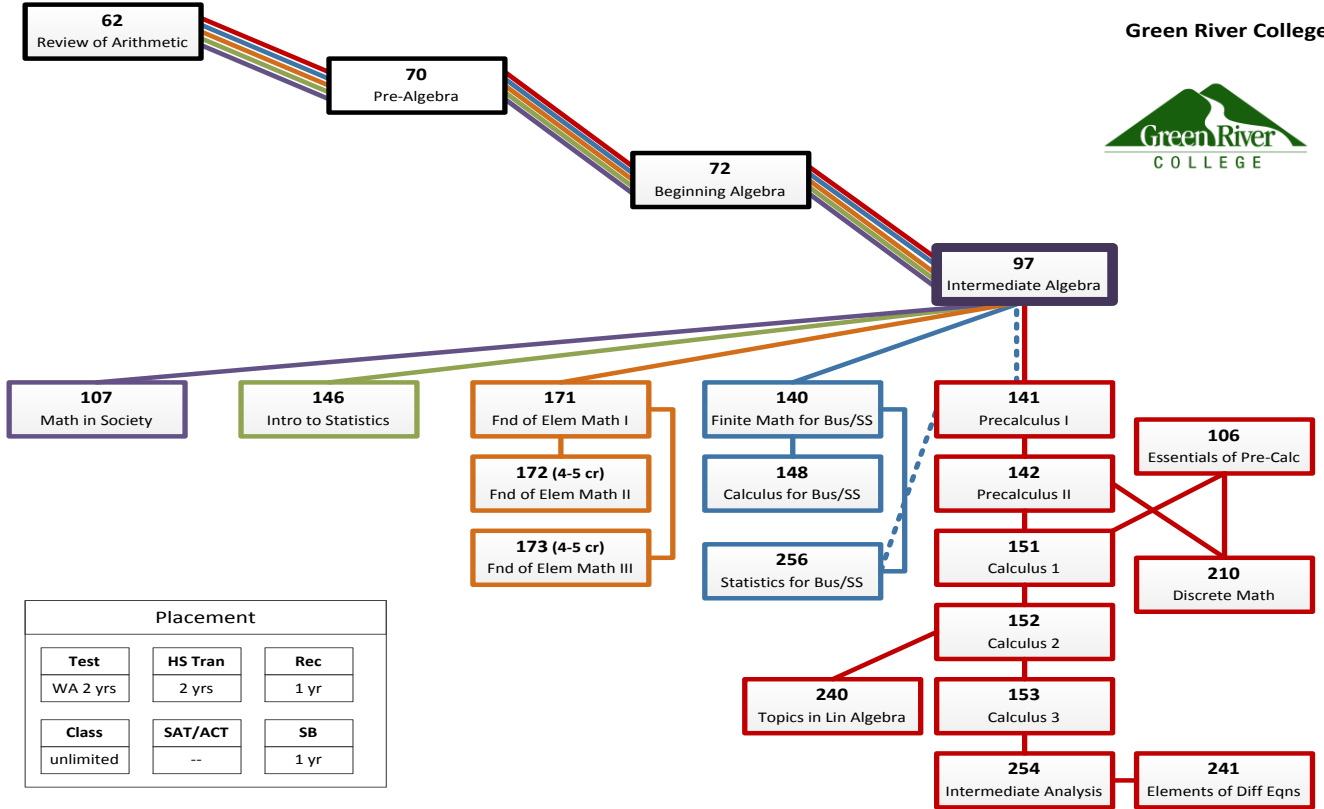 62
Review of Arithmetic
Green River College
70
Pre-Algebra
Green River
COLLEGE
72
Beginning Algebra
97
Intermediate Algebra
107
Math in Society
146
Intro to Statistics
171
Fnd of Elem Math I
140
Finite Math for Bus/SS
141
Precalculus I
106
Essentials of Pre-Calc
172 (4-5 cr)
Fnd of Elem Math II
148
Calculus for Bus/SS
142
Precalculus II
173 (4-5 cr)
Fnd of Elem Math III
256
Statistics for Bus/SS
151
Calculus 1
210
Discrete Math
152
Calculus 2
240
Topics in Lin Algebra
153
Calculus 3
254
Intermediate Analysis
241
Elements of Diff Eqns
Placement
Test
WA 2 yrs
HS Tran
2 yrs
Rec
1 yr
Class
unlimited
SAT/ACT
--
SB
1 yr